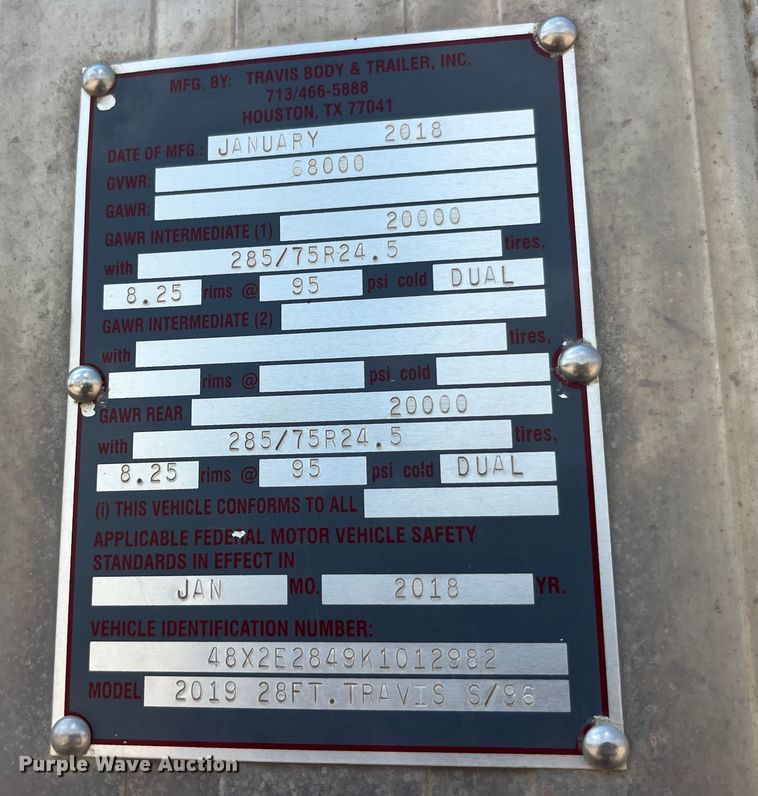 MFG. BY: TRAVIS BODY & TRAILER, INC.
713/466-5888
HOUSTON, TX 77041
DATE OF MFG.: JANUARY 2018
GVWR: 68000
GAWR:
GAWR INTERMEDIATE (1) 20000
with 285/75R24.5 tires,
8.25 rims @ 95 psi cold DUAL
GAWR INTERMEDIATE (2)
with tires,
rims @ psi cold
GAWR REAR 20000
with 285/75R24.5 tires,
8.25 rims @ 95 psi cold DUAL
(i) THIS VEHICLE CONFORMS TO ALL
APPLICABLE FEDERAL MOTOR VEHICLE SAFETY
STANDARDS IN EFFECT IN
JAN MO. 2018 YR.
VEHICLE IDENTIFICATION NUMBER:
48X2E2849K1012982
MODEL 2019 28FT.TRAVIS S/96
Purple Wave Auction